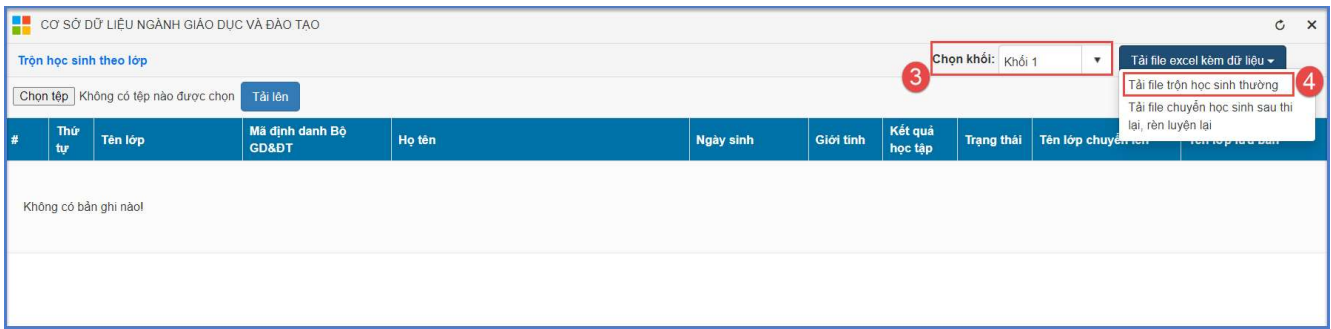 CƠ SỞ DỮ LIỆU NGÀNH GIÁO DỤC VÀ ĐÀO TẠO
Trộn học sinh theo lớp
3
Chọn khối: Khối 1
Tải file excel kèm dữ liệu
Tải file trộn học sinh thường
4
Tải file chuyển học sinh sau thi
lại, rèn luyện lại
Chọn tệp Không có tệp nào được chọn Tải lên
# Thứ tự Tên lớp Mã định danh Bộ GD&ĐT Họ tên Ngày sinh Giới tính Kết quả học tập Trạng thái Tên lớp chuyển lên Tên lớp lưu ban
Không có bản ghi nào!